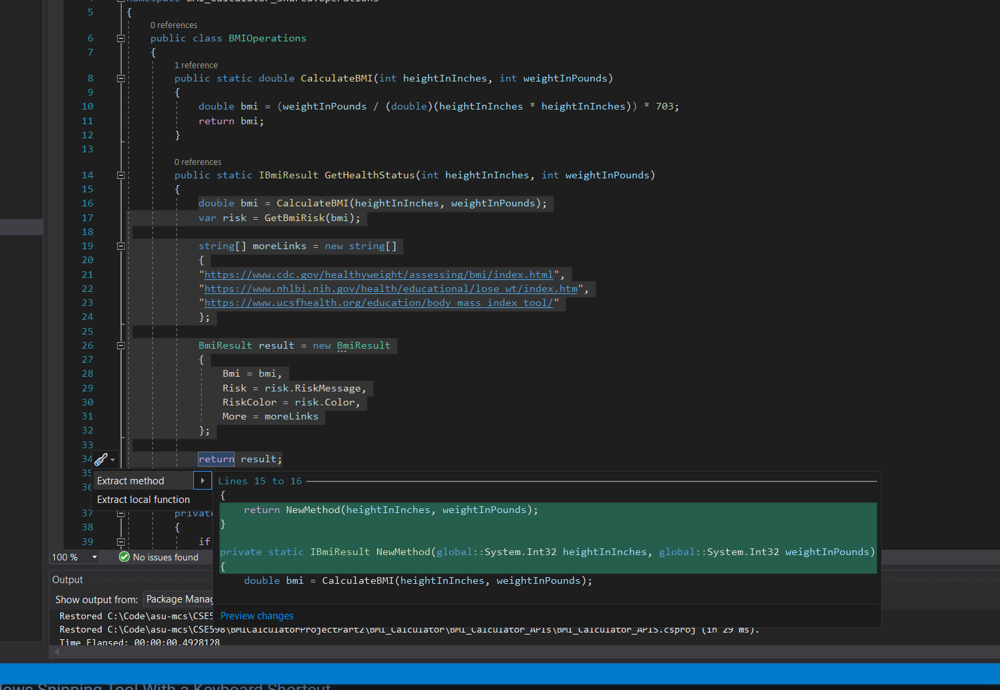 namespace BMI_Calculator_Shared.Operations
5 {
0 references
6 public class BMIOperations
7 {
1 reference
8 public static double CalculateBMI(int heightInInches, int weightInPounds)
9 {
10 double bmi = (weightInPounds / (double)(heightInInches * heightInInches)) * 703;
11 return bmi;
12 }
13
0 references
14 public static IBmiResult GetHealthStatus(int heightInInches, int weightInPounds)
15 {
16 double bmi = CalculateBMI(heightInInches, weightInPounds);
17 var risk = GetBmiRisk(bmi);
18
19 string[] moreLinks = new string[]
20 {
21 "https://www.cdc.gov/healthyweight/assessing/bmi/index.html",
22 "https://www.nhlbi.nih.gov/health/educational/lose_wt/index.htm",
23 "https://www.ucsfhealth.org/education/body_mass_index_tool/"
24 };
25
26 BmiResult result = new BmiResult
27 {
28 Bmi = bmi,
29 Risk = risk.RiskMessage,
30 RiskColor = risk.Color,
31 More = moreLinks
32 };
33
34 return result;
35
36
Extract method
Extract local function
Lines 15 to 16
{
return NewMethod(heightInInches, weightInPounds);
}
private static IBmiResult NewMethod(global::System.Int32 heightInInches, global::System.Int32 weightInPounds)
{
double bmi = CalculateBMI(heightInInches, weightInPounds);
Preview changes
37 private
38 {
39 if
100 % No issues found
Output
Show output from: Package Manag
Restored C:\Code\asu-mcs\CSE5
Restored C:\Code\asu-mcs\CSE598\BMICalculatorProjectPart2\BMI_Calculator\BMI_Calculator_APIs\BMI_Calculator_APIS.csproj (in 29 ms).
Time Elapsed: 00:00:00.4928128
dows Snipping Tool With a Keyboard Shortcut